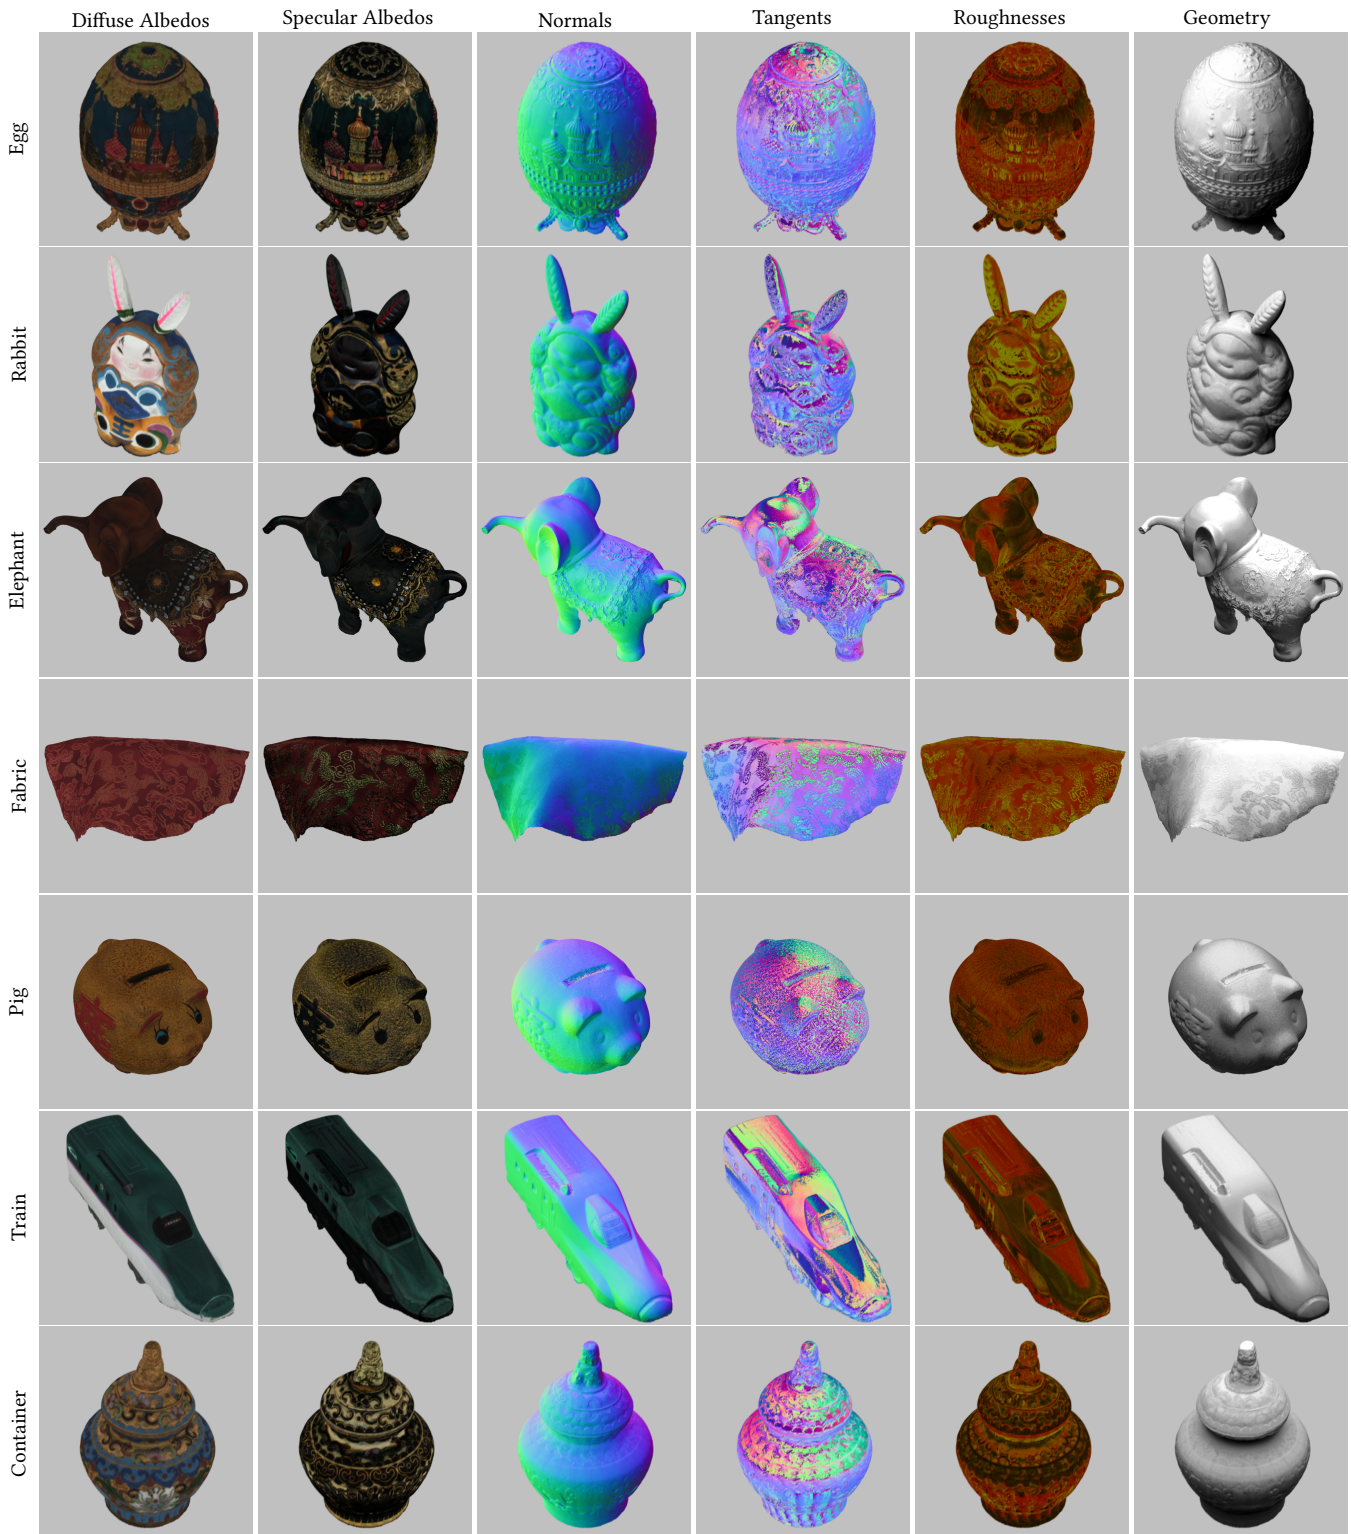 Diffuse Albedos
Specular Albedos
Normals
Tangents
Roughnesses
Geometry
Egg
Rabbit
Elephant
Fabric
Pig
Train
Container